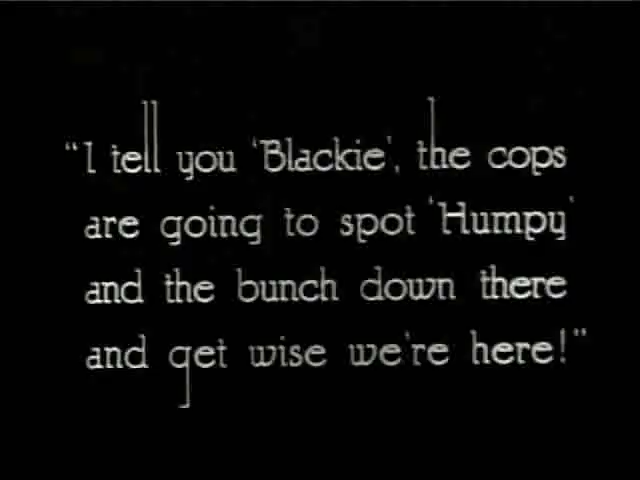 "I tell you 'Blackie', the cops
are going to spot 'Humpy'
and the bunch down there
and get wise we're here!"